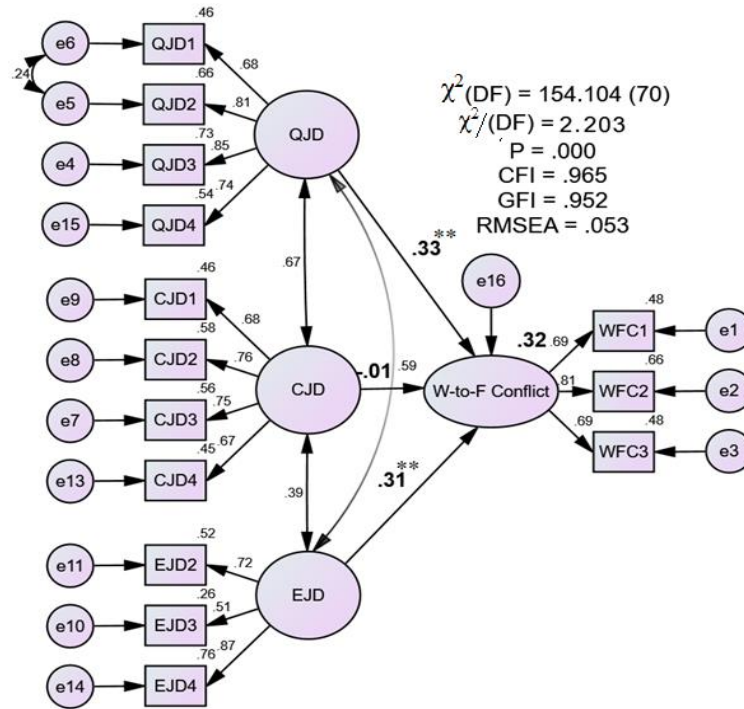 .46
e6
QJD1
.68
.24
.66
e5
QJD2
.81
.73
e4
QJD3
.85
QJD
.54
.74
e15
QJD4
χ²(DF) = 154.104 (70)
χ²/(DF) = 2.203
P = .000
CFI = .965
GFI = .952
RMSEA = .053
.67
.33**
e16
.46
e9
CJD1
.68
.58
e8
CJD2
.76
.56
e7
CJD3
.75
CJD
.45
.67
e13
CJD4
-.01
.59
W-to-F Conflict
.32
.69
.48
WFC1
e1
.81
.66
WFC2
e2
.69
.48
WFC3
e3
.39
.31**
.52
e11
EJD2
.72
.26
e10
EJD3
.51
EJD
.76
.87
e14
EJD4